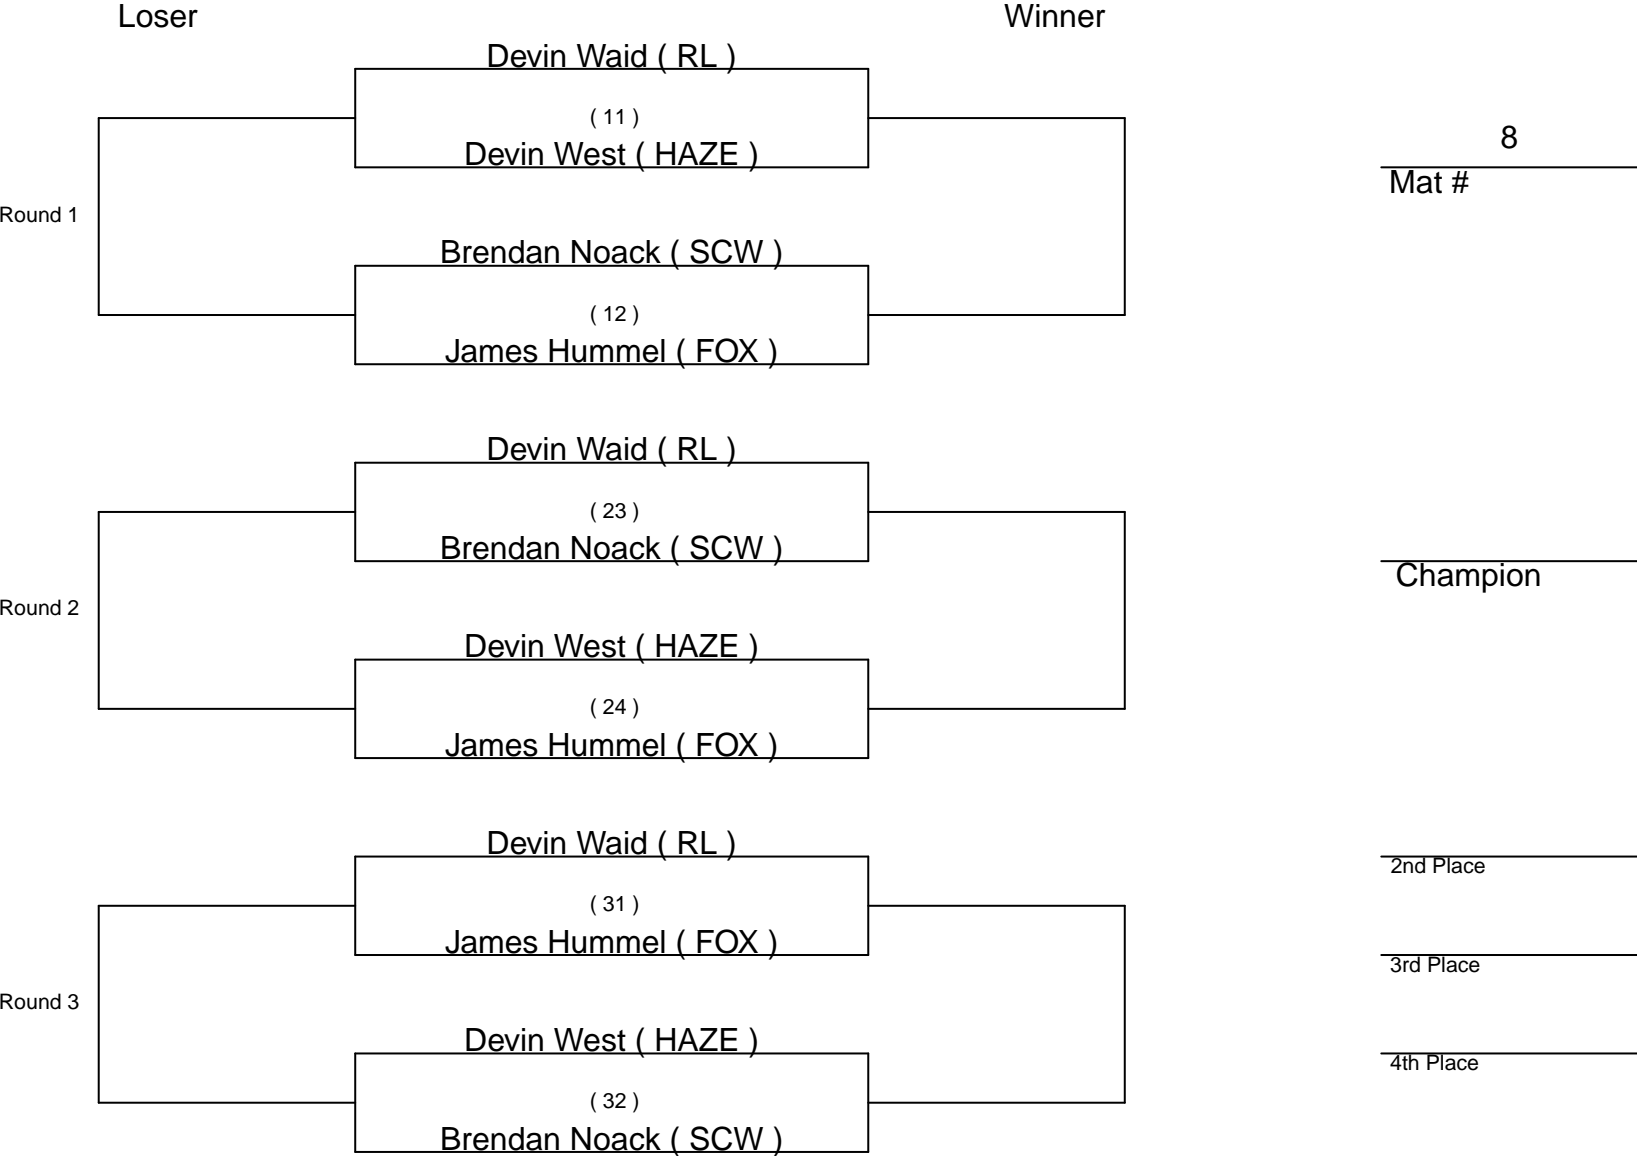 Loser
Winner
Devin Waid ( RL )
( 11 )
Devin West ( HAZE )
8
Mat #
Round 1
Brendan Noack ( SCW )
( 12 )
James Hummel ( FOX )
Devin Waid ( RL )
( 23 )
Brendan Noack ( SCW )
Champion
Round 2
Devin West ( HAZE )
( 24 )
James Hummel ( FOX )
Devin Waid ( RL )
2nd Place
( 31 )
James Hummel ( FOX )
3rd Place
Round 3
Devin West ( HAZE )
4th Place
( 32 )
Brendan Noack ( SCW )